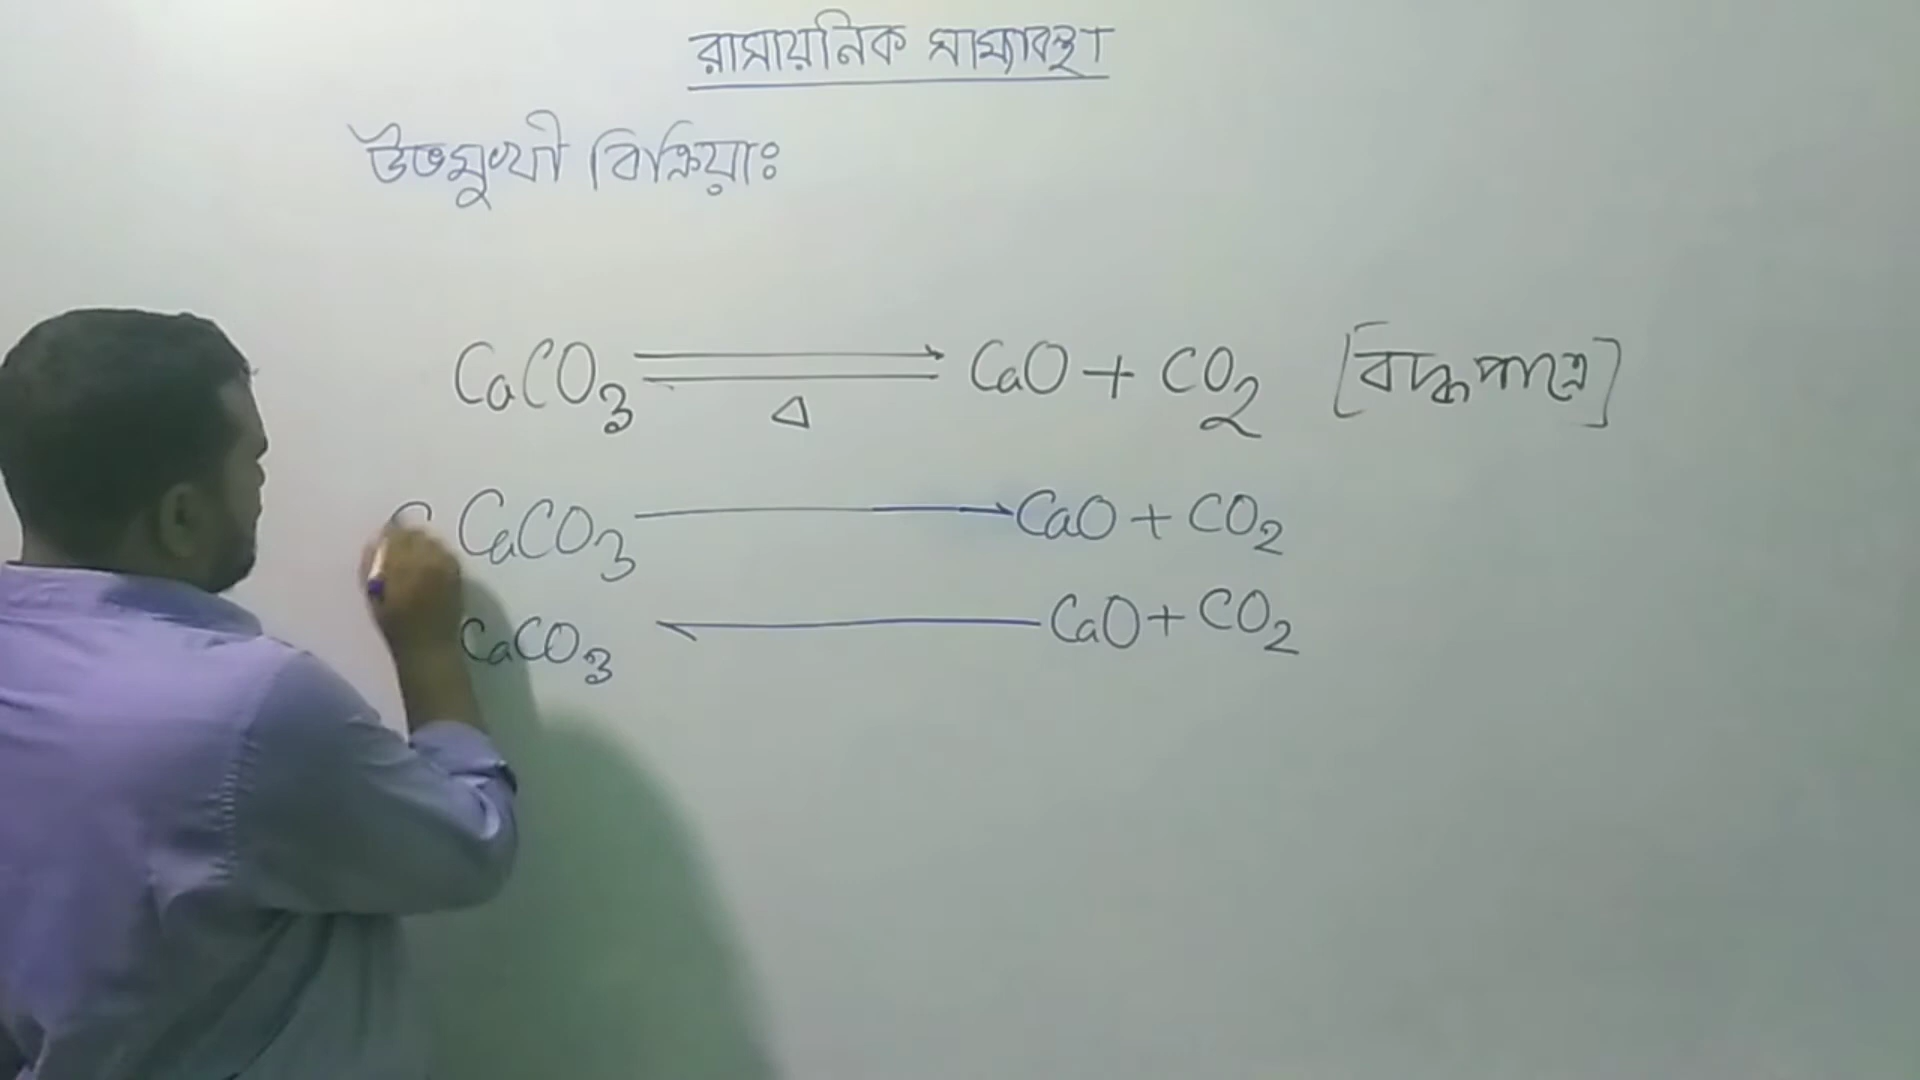 রাসায়নিক সাম্যাবস্থা
উভমুখী বিক্রিয়াঃ
CaCO₃ ⇌ CaO + CO₂ [বদ্ধপাত্রে]
Δ
CaCO₃ → CaO + CO₂
CaCO₃ ← CaO + CO₂